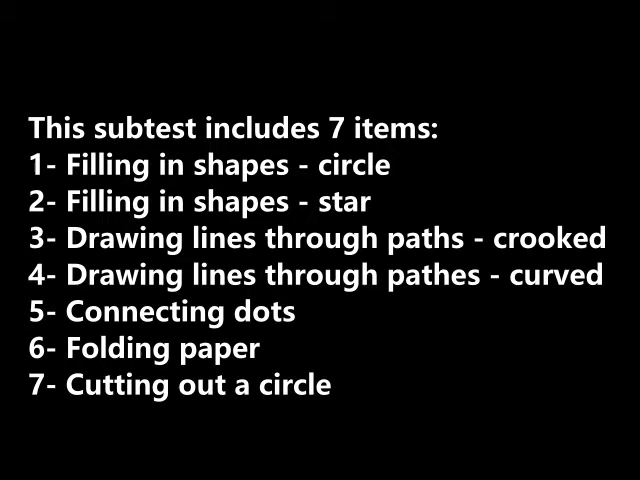 This subtest includes 7 items:
1- Filling in shapes - circle
2- Filling in shapes - star
3- Drawing lines through paths - crooked
4- Drawing lines through pathes - curved
5- Connecting dots
6- Folding paper
7- Cutting out a circle